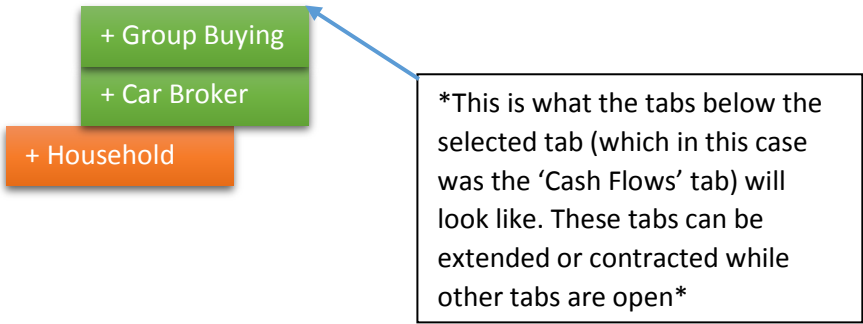 + Group Buying
+ Car Broker
+ Household
*This is what the tabs below the
selected tab (which in this case
was the ‘Cash Flows’ tab) will
look like. These tabs can be
extended or contracted while
other tabs are open*